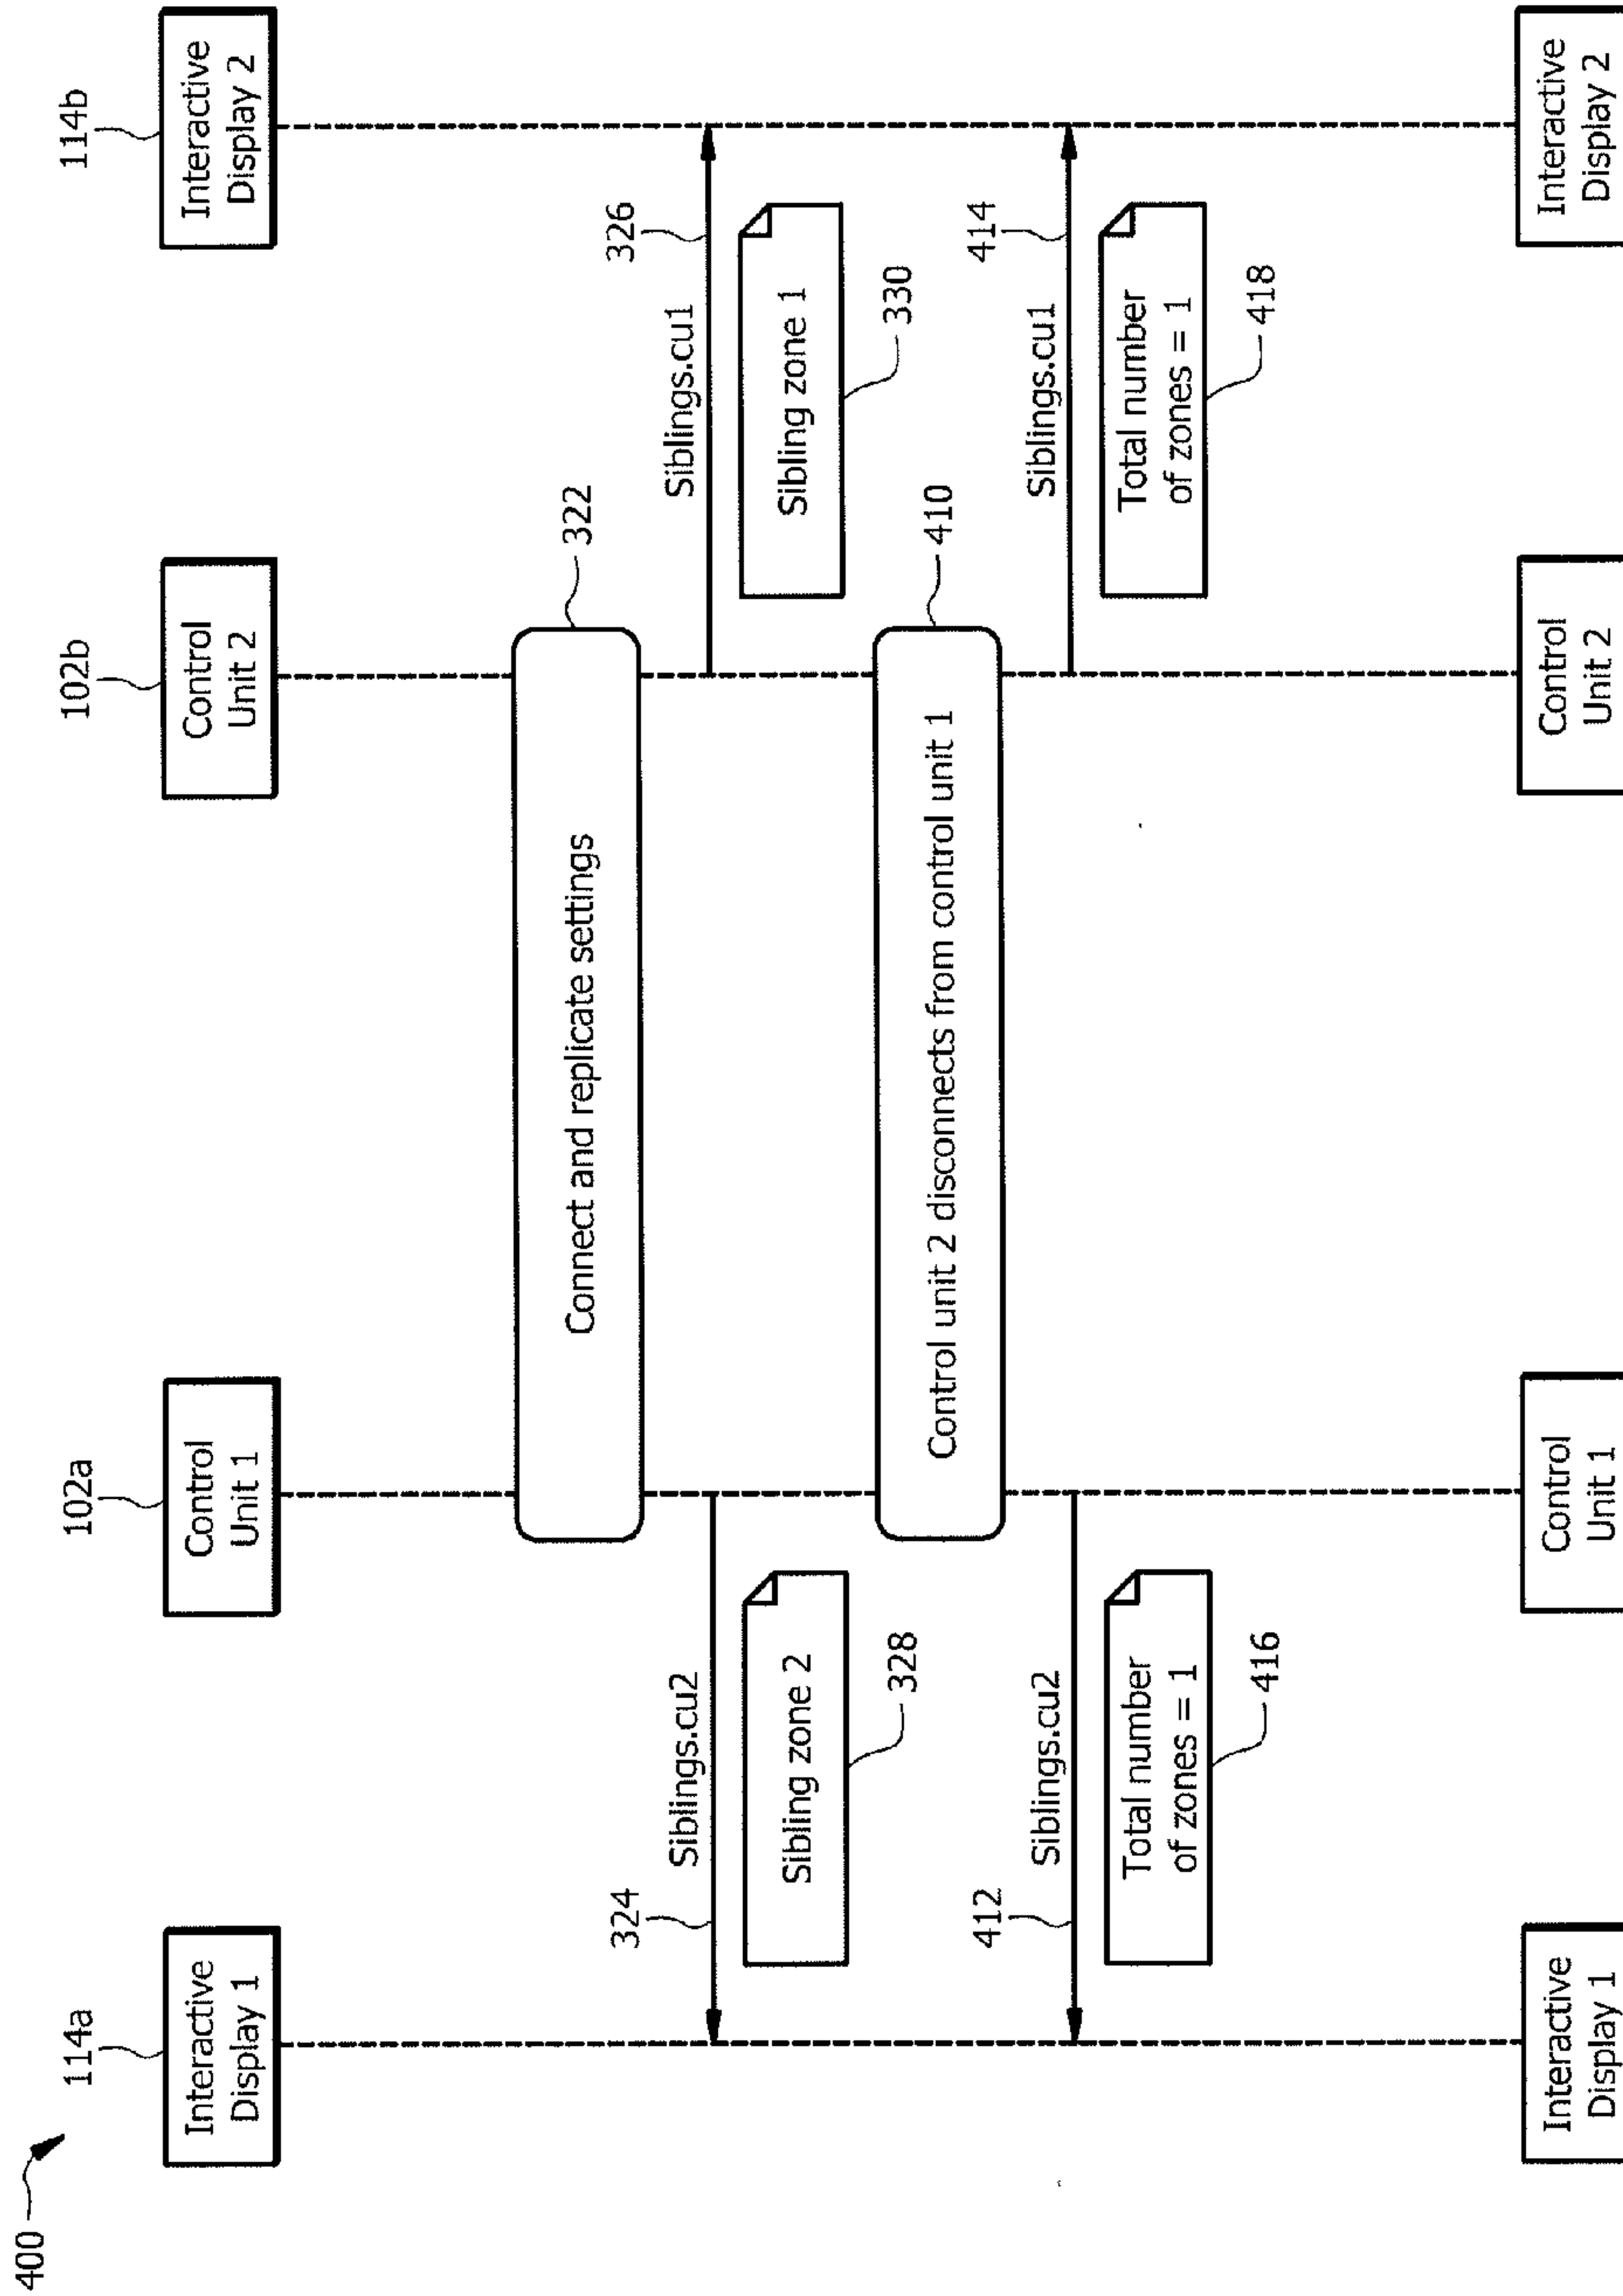 400
114a
102a
102b
114b
Interactive
Display 1
Control
Unit 1
Control
Unit 2
Interactive
Display 2
322
Connect and replicate settings
324
Siblings.cu2
Siblings.cu1
326
Sibling zone 2
328
Sibling zone 1
330
410
Control unit 2 disconnects from control unit 1
412
Siblings.cu2
Siblings.cu1
414
Total number
of zones = 1
416
Total number
of zones = 1
418
Interactive
Display 1
Control
Unit 1
Control
Unit 2
Interactive
Display 2